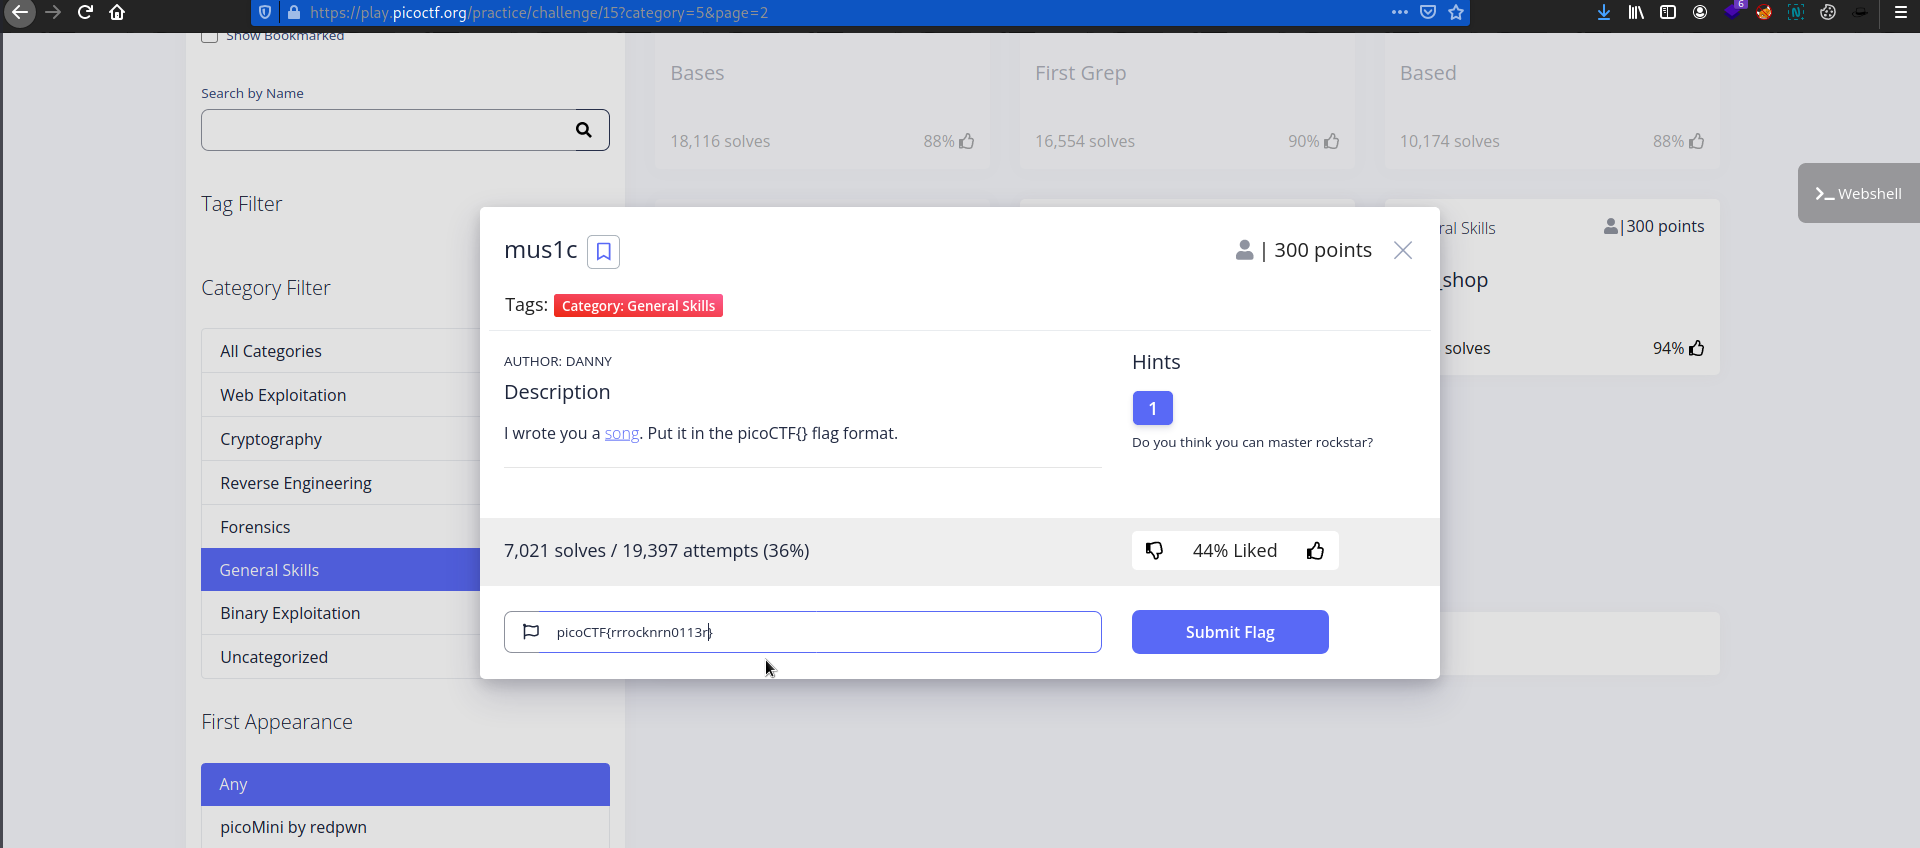 https://play.picoctf.org/practice/challenge/15?category=5&page=2
6
Show Bookmarked
Search by Name
Tag Filter
Category Filter
All Categories
Web Exploitation
Cryptography
Reverse Engineering
Forensics
General Skills
Binary Exploitation
Uncategorized
First Appearance
Any
picoMini by redpwn
Bases
18,116 solves 88%
First Grep
16,554 solves 90%
Based
10,174 solves 88%
Webshell
ral Skills |300 points
_shop
solves 94%
mus1c | 300 points
Tags: Category: General Skills
AUTHOR: DANNY
Description
I wrote you a song. Put it in the picoCTF{} flag format.
Hints
1
Do you think you can master rockstar?
7,021 solves / 19,397 attempts (36%)
44% Liked
picoCTF{rrrocknrn0113r}
Submit Flag